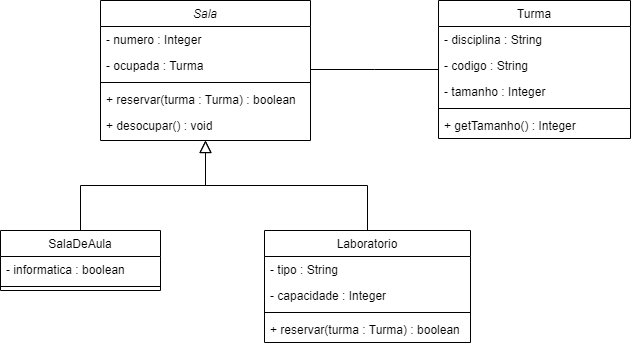 Sala
- numero : Integer
- ocupada : Turma
+ reservar(turma : Turma) : boolean
+ desocupar() : void
Turma
- disciplina : String
- codigo : String
- tamanho : Integer
+ getTamanho() : Integer
SalaDeAula
- informatica : boolean
Laboratorio
- tipo : String
- capacidade : Integer
+ reservar(turma : Turma) : boolean